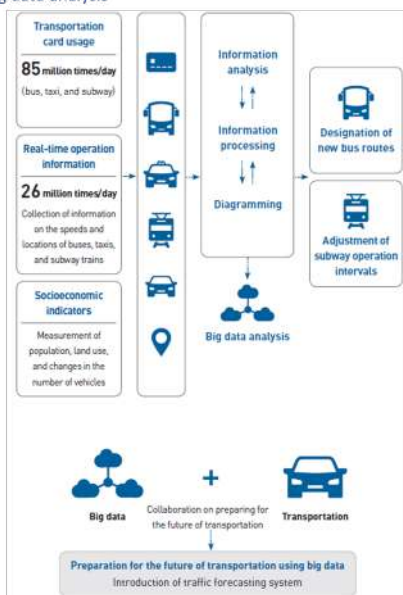 g data analysis
Transportation
card usage
85 million times/day
(bus, taxi, and subway)
Real-time operation
information
26 million times/day
Collection of information
on the speeds and
locations of buses, taxis,
and subway trains
Socioeconomic
indicators
Measurement of
population, land use,
and changes in the
number of vehicles
Information
analysis
Information
processing
Diagramming
Big data analysis
Designation of
new bus routes
Adjustment of
subway operation
intervals
Big data
+
Collaboration on preparing for
the future of transportation
Transportation
Preparation for the future of transportation using big data
Introduction of traffic forecasting system